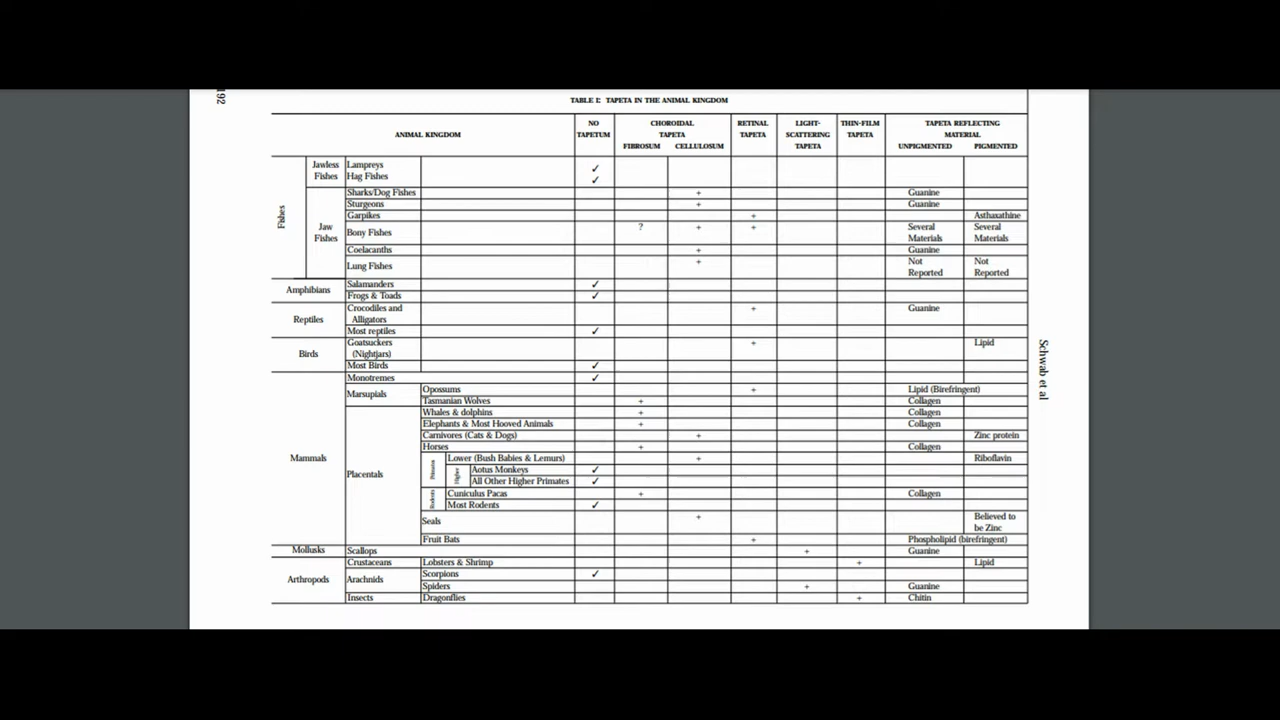 192
TABLE I: TAPETA IN THE ANIMAL KINGDOM
ANIMAL KINGDOM
NO TAPETUM
CHOROIDAL TAPETA
FIBROSUM CELLULOSUM
RETINAL TAPETA
LIGHT-SCATTERING TAPETA
THIN-FILM TAPETA
TAPETA REFLECTING MATERIAL
UNPIGMENTED PIGMENTED
Fishes
Jawless Fishes
Lampreys ✓
Hag Fishes ✓
Jaw Fishes
Sharks/Dog Fishes + Guanine
Sturgeons + Guanine
Garpikes + Asthaxathine
Bony Fishes ? + + Several Materials Several Materials
Coelacanths + Guanine
Lung Fishes + Not Reported Not Reported
Amphibians
Salamanders ✓
Frogs & Toads ✓
Reptiles
Crocodiles and Alligators + Guanine
Most reptiles ✓
Birds
Goatsuckers (Nightjars) + Lipid
Most Birds ✓
Mammals
Monotremes ✓
Marsupials
Opossums + Lipid (Birefringent)
Tasmanian Wolves + Collagen
Placentals
Whales & dolphins + Collagen
Elephants & Most Hooved Animals + Collagen
Carnivores (Cats & Dogs) + Zinc protein
Horses + Collagen
Primates
Lower (Bush Babies & Lemurs) + Riboflavin
Higher
Aotus Monkeys ✓
All Other Higher Primates ✓
Rodents
Cuniculus Pacas + Collagen
Most Rodents ✓
Seals + Believed to be Zinc
Fruit Bats + Phospholipid (birefringent)
Mollusks
Scallops + Guanine
Arthropods
Crustaceans Lobsters & Shrimp + Lipid
Arachnids
Scorpions ✓
Spiders + Guanine
Insects Dragonflies + Chitin
Schwab et al